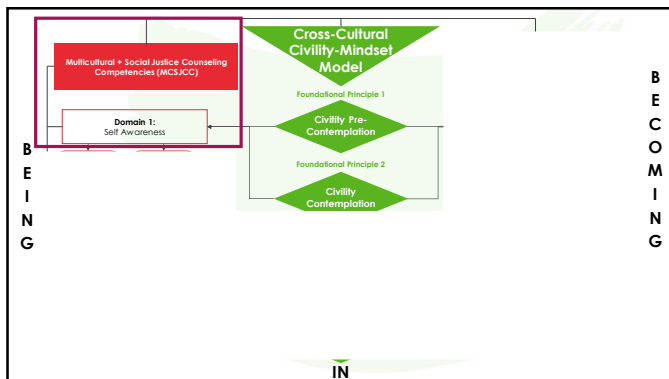 Cross-Cultural
Civility-Mindset
Model
Multicultural + Social Justice Counseling
Competencies (MCSJCC)
Foundational Principle 1
Domain 1:
Self Awareness
Civitity Pre-
Contemplation
Foundational Principle 2
Civility
Contemplation
B
E
I
N
G
B
E
C
O
M
I
N
G
IN